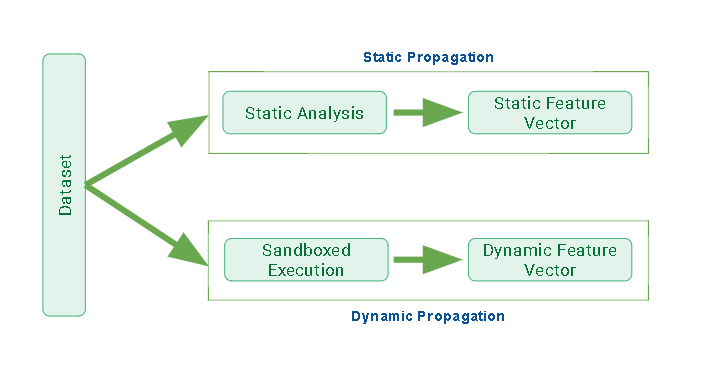 Static Propagation
Dataset
Static Analysis
Static Feature
Vector
Sandboxed
Execution
Dynamic Feature
Vector
Dynamic Propagation